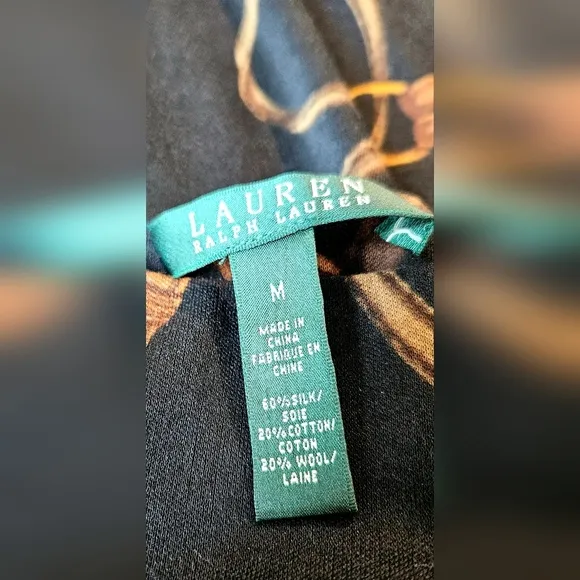 LAUREN
RALPH LAUREN
M
MADE IN
CHINA
FABRIQUE EN
CHINE
60%SILK/
SOIE
20%COTTON/
COTON
20% WOOL/
LAINE